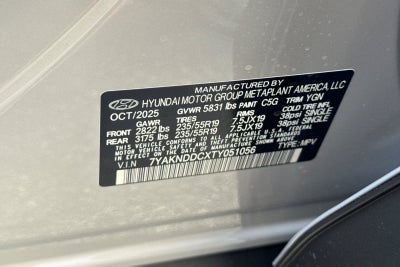 MANUFACTURED BY
HYUNDAI MOTOR GROUP METAPLANT AMERICA, LLC
OCT/2025 GVWR 5831 lbs PAINT C5G TRIM YGN
GAWR TIRES RIMS COLD TIRE
FRONT 2822 lbs 235/55R19 7.5JX19 38psi SINGLE
REAR 3175 lbs 235/55R19 7.5JX19 38psi SINGLE
THIS VEHICLE CONFORMS TO ALL APPLICABLE U.S. FEDERAL MOTOR VEHICLE SAFETY, BUMPER, AND THEFT PREVENTION STANDARDS
IN EFFECT ON THE DATE OF MANUFACTURE SHOWN ABOVE.
V.I.N 7YAKNDDCXTY051056 TYPE:MPV